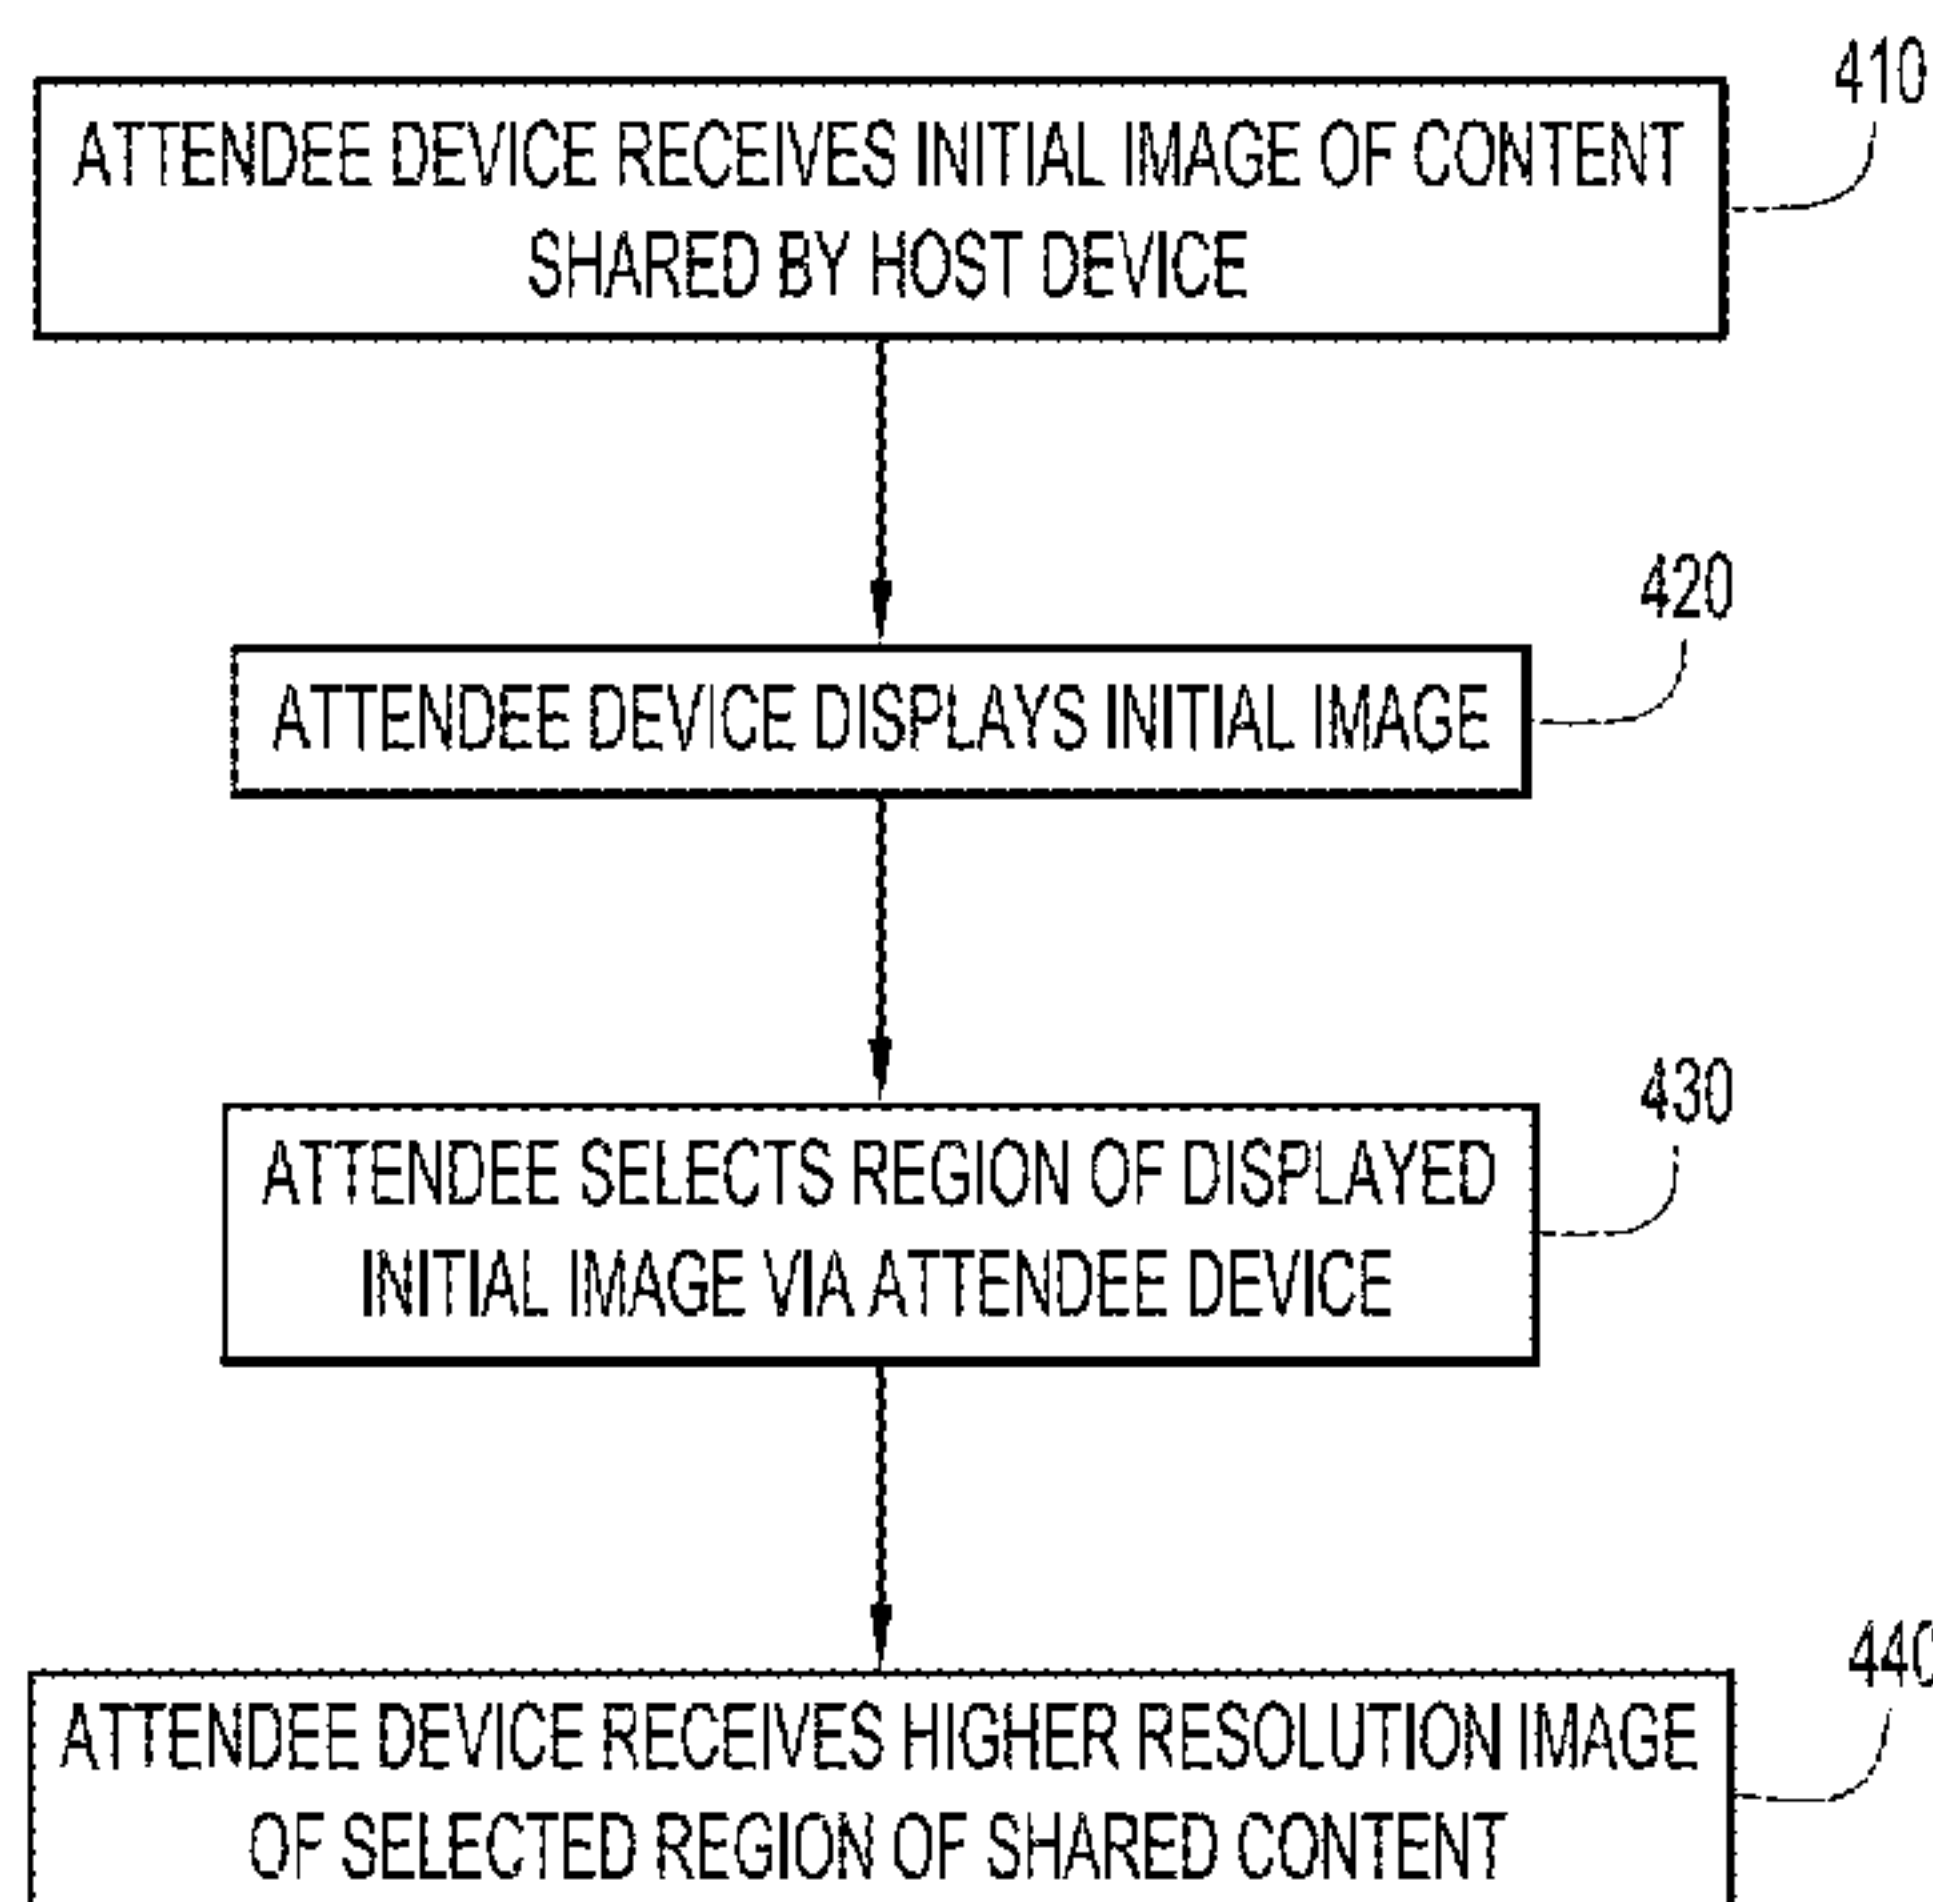 410
ATTENDEE DEVICE RECEIVES INITIAL IMAGE OF CONTENT
SHARED BY HOST DEVICE
420
ATTENDEE DEVICE DISPLAYS INITIAL IMAGE
430
ATTENDEE SELECTS REGION OF DISPLAYED
INITIAL IMAGE VIA ATTENDEE DEVICE
440
ATTENDEE DEVICE RECEIVES HIGHER RESOLUTION IMAGE
OF SELECTED REGION OF SHARED CONTENT